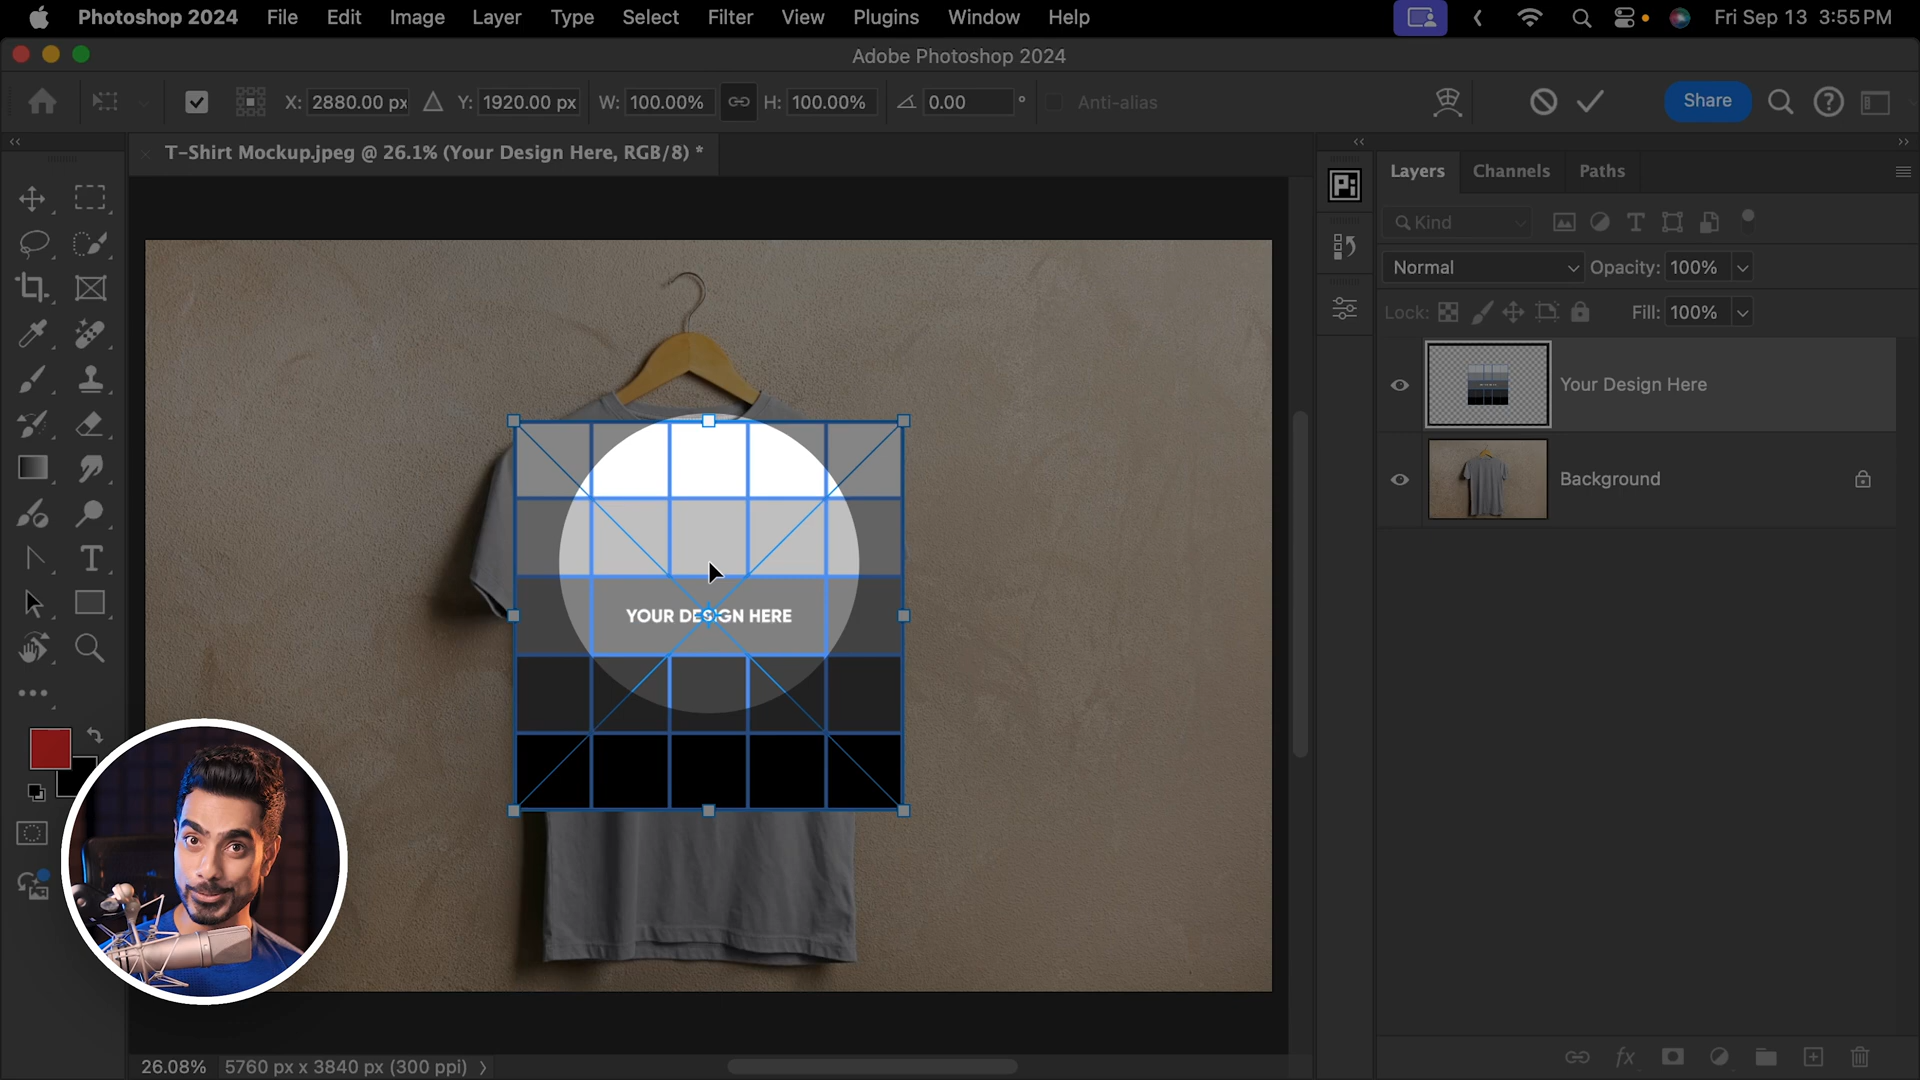 Photoshop 2024 File Edit Image Layer Type Select Filter View Plugins Window Help Fri Sep 13 3:55 PM
Adobe Photoshop 2024
X: 2880.00 px Y: 1920.00 px W: 100.00% H: 100.00% 0.00 ° Anti-alias Share
T-Shirt Mockup.jpeg @ 26.1% (Your Design Here, RGB/8) *
Layers Channels Paths
Kind
Normal Opacity: 100%
Lock: Fill: 100%
Your Design Here
Background
YOUR DESIGN HERE
26.08% 5760 px x 3840 px (300 ppi)